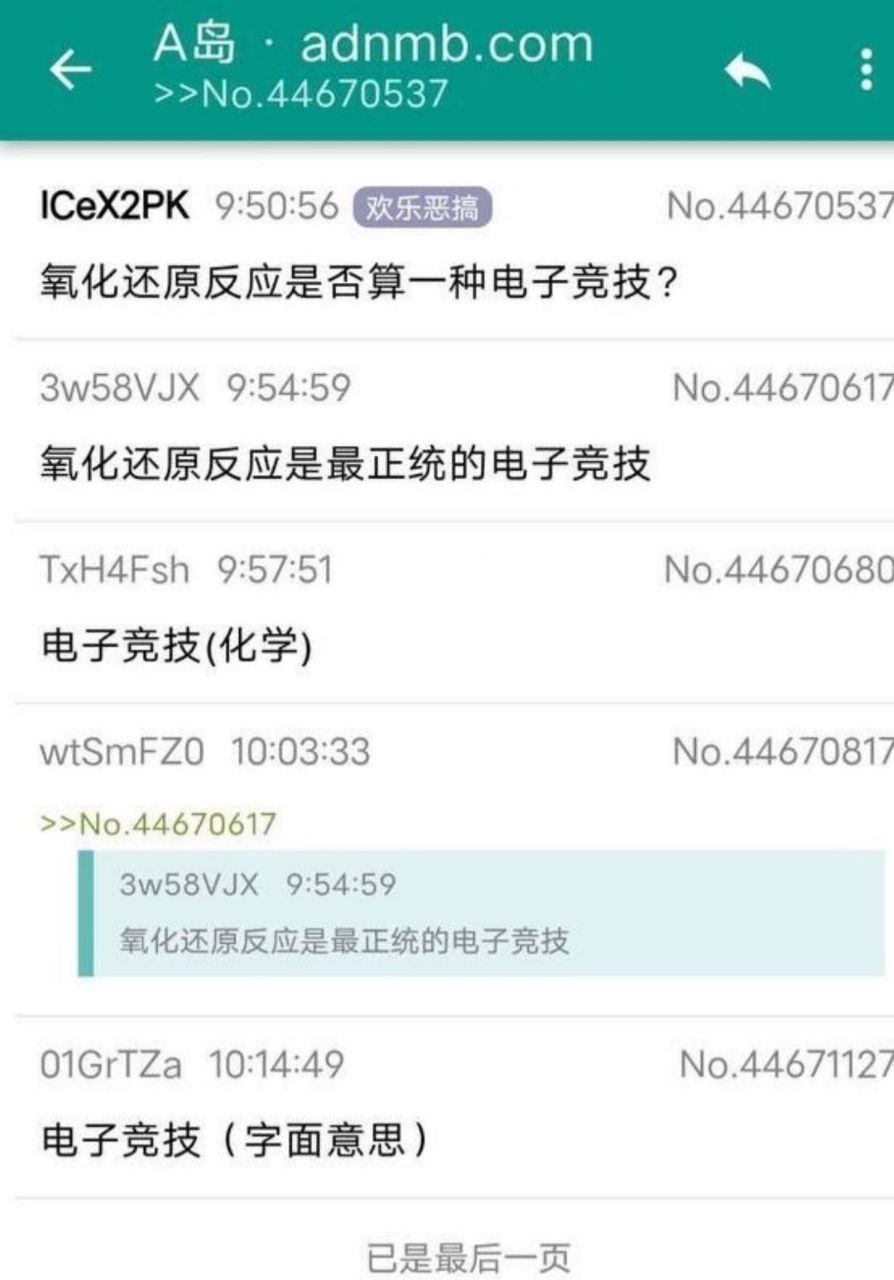 A岛 · adnmb.com
>>No.44670537
ICeX2PK 9:50:56 欢乐恶搞 No.44670537
氧化还原反应是否算一种电子竞技?
3w58VJX 9:54:59 No.44670617
氧化还原反应是最正统的电子竞技
TxH4Fsh 9:57:51 No.44670680
电子竞技(化学)
wtSmFZ0 10:03:33 No.44670817
>>No.44670617
3w58VJX 9:54:59
氧化还原反应是最正统的电子竞技
01GrTZa 10:14:49 No.44671127
电子竞技（字面意思）
已是最后一页